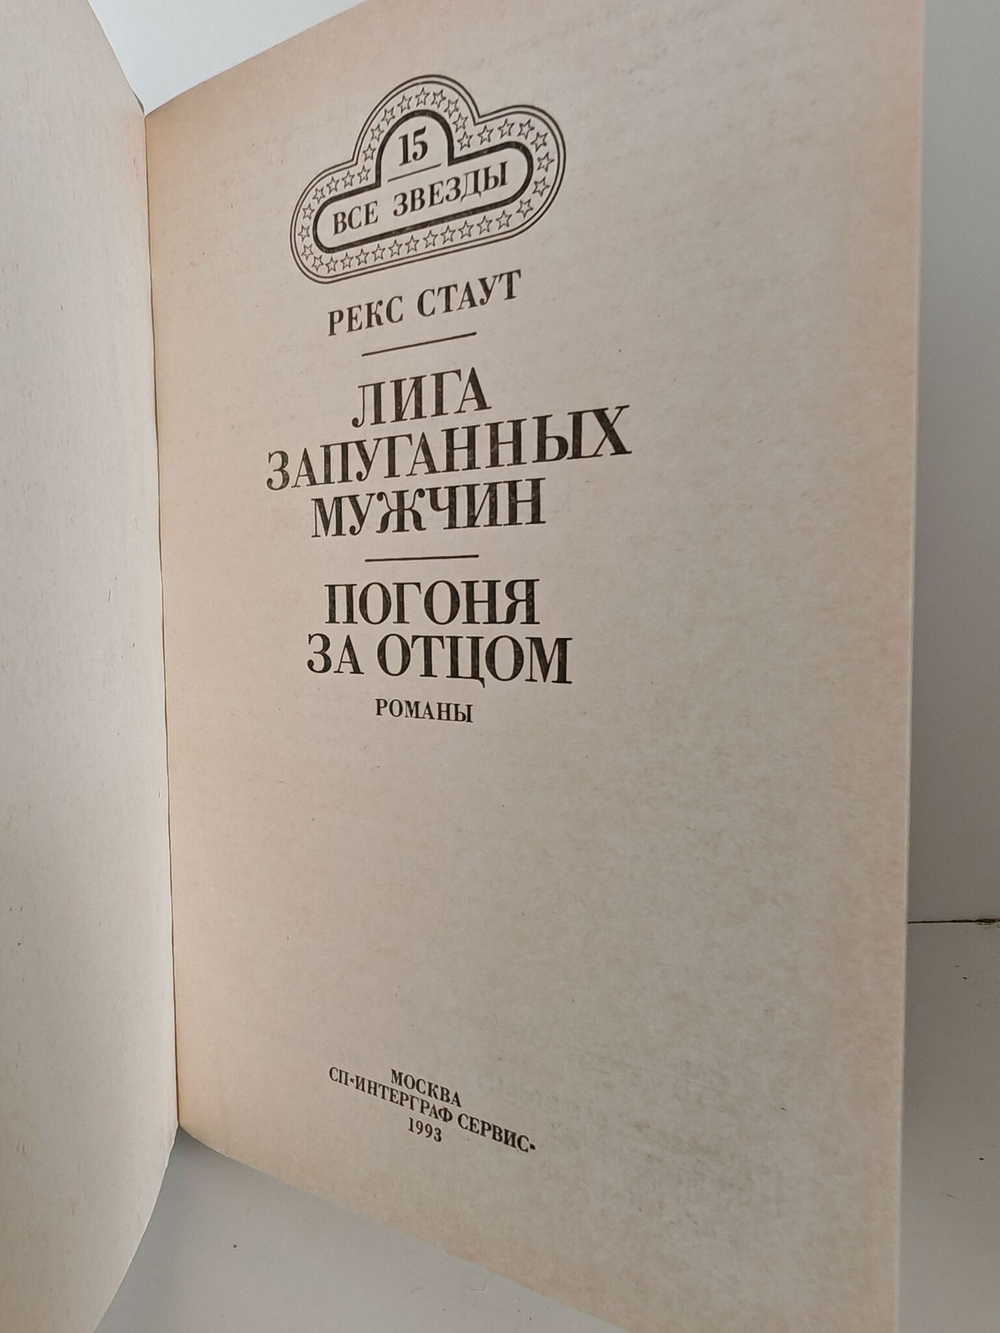 15
ВСЕ ЗВЕЗДЫ
РЕКС СТАУТ
ЛИГА
ЗАПУГАННЫХ
МУЖЧИН
ПОГОНЯ
ЗА ОТЦОМ
РОМАНЫ
МОСКВА
СП«ИНТЕРГРАФ СЕРВИС»
1993